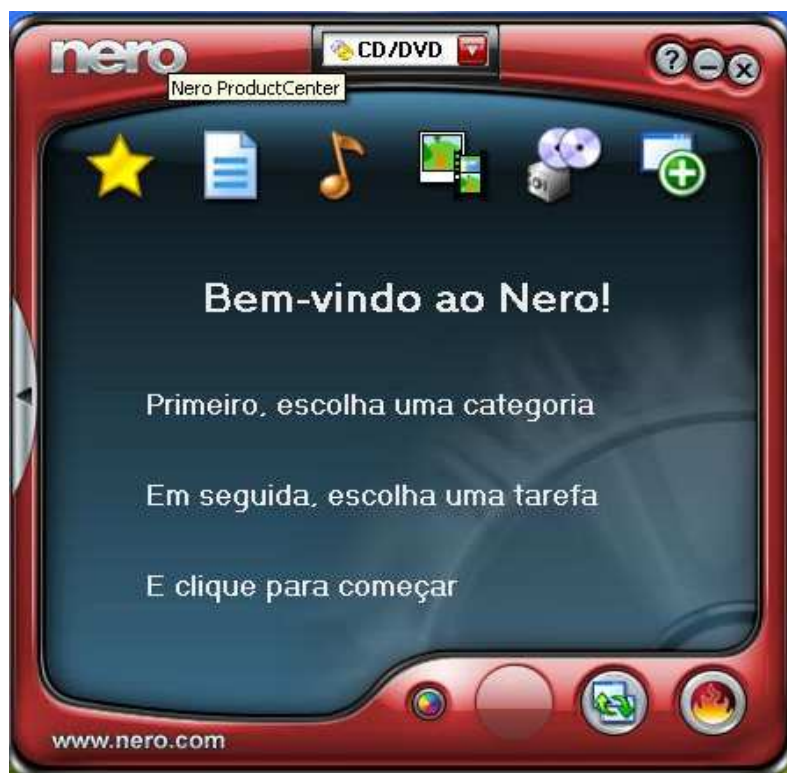 nero
CD/DVD
?
Nero ProductCenter
Bem-vindo ao Nero!
Primeiro, escolha uma categoria
Em seguida, escolha uma tarefa
E clique para começar
www.nero.com